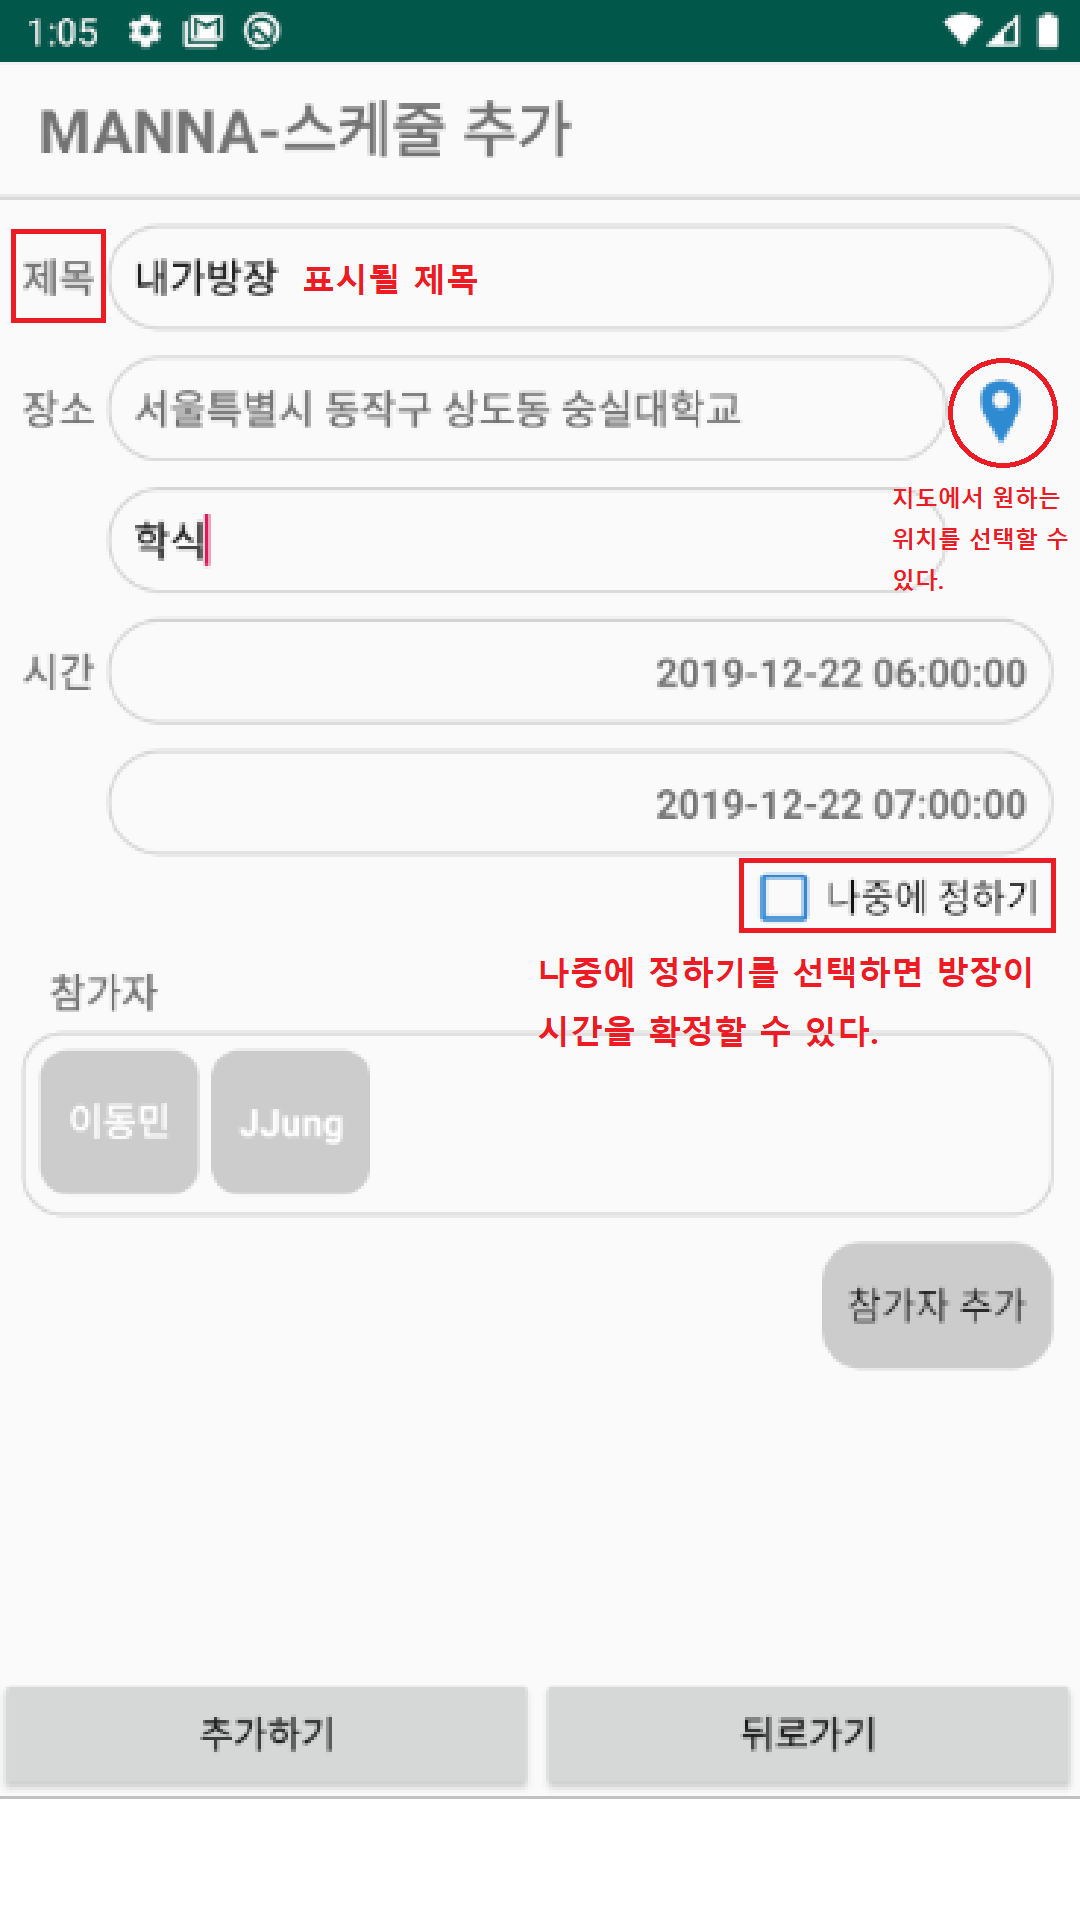 1:05
MANNA-스케줄 추가
제목 내가방장 표시될 제목
장소 서울특별시 동작구 상도동 숭실대학교
지도에서 원하는
위치를 선택할 수
있다.
학식
시간 2019-12-22 06:00:00
2019-12-22 07:00:00
나중에 정하기
나중에 정하기를 선택하면 방장이
시간을 확정할 수 있다.
참가자
이동민 JJung
참가자 추가
추가하기 뒤로가기